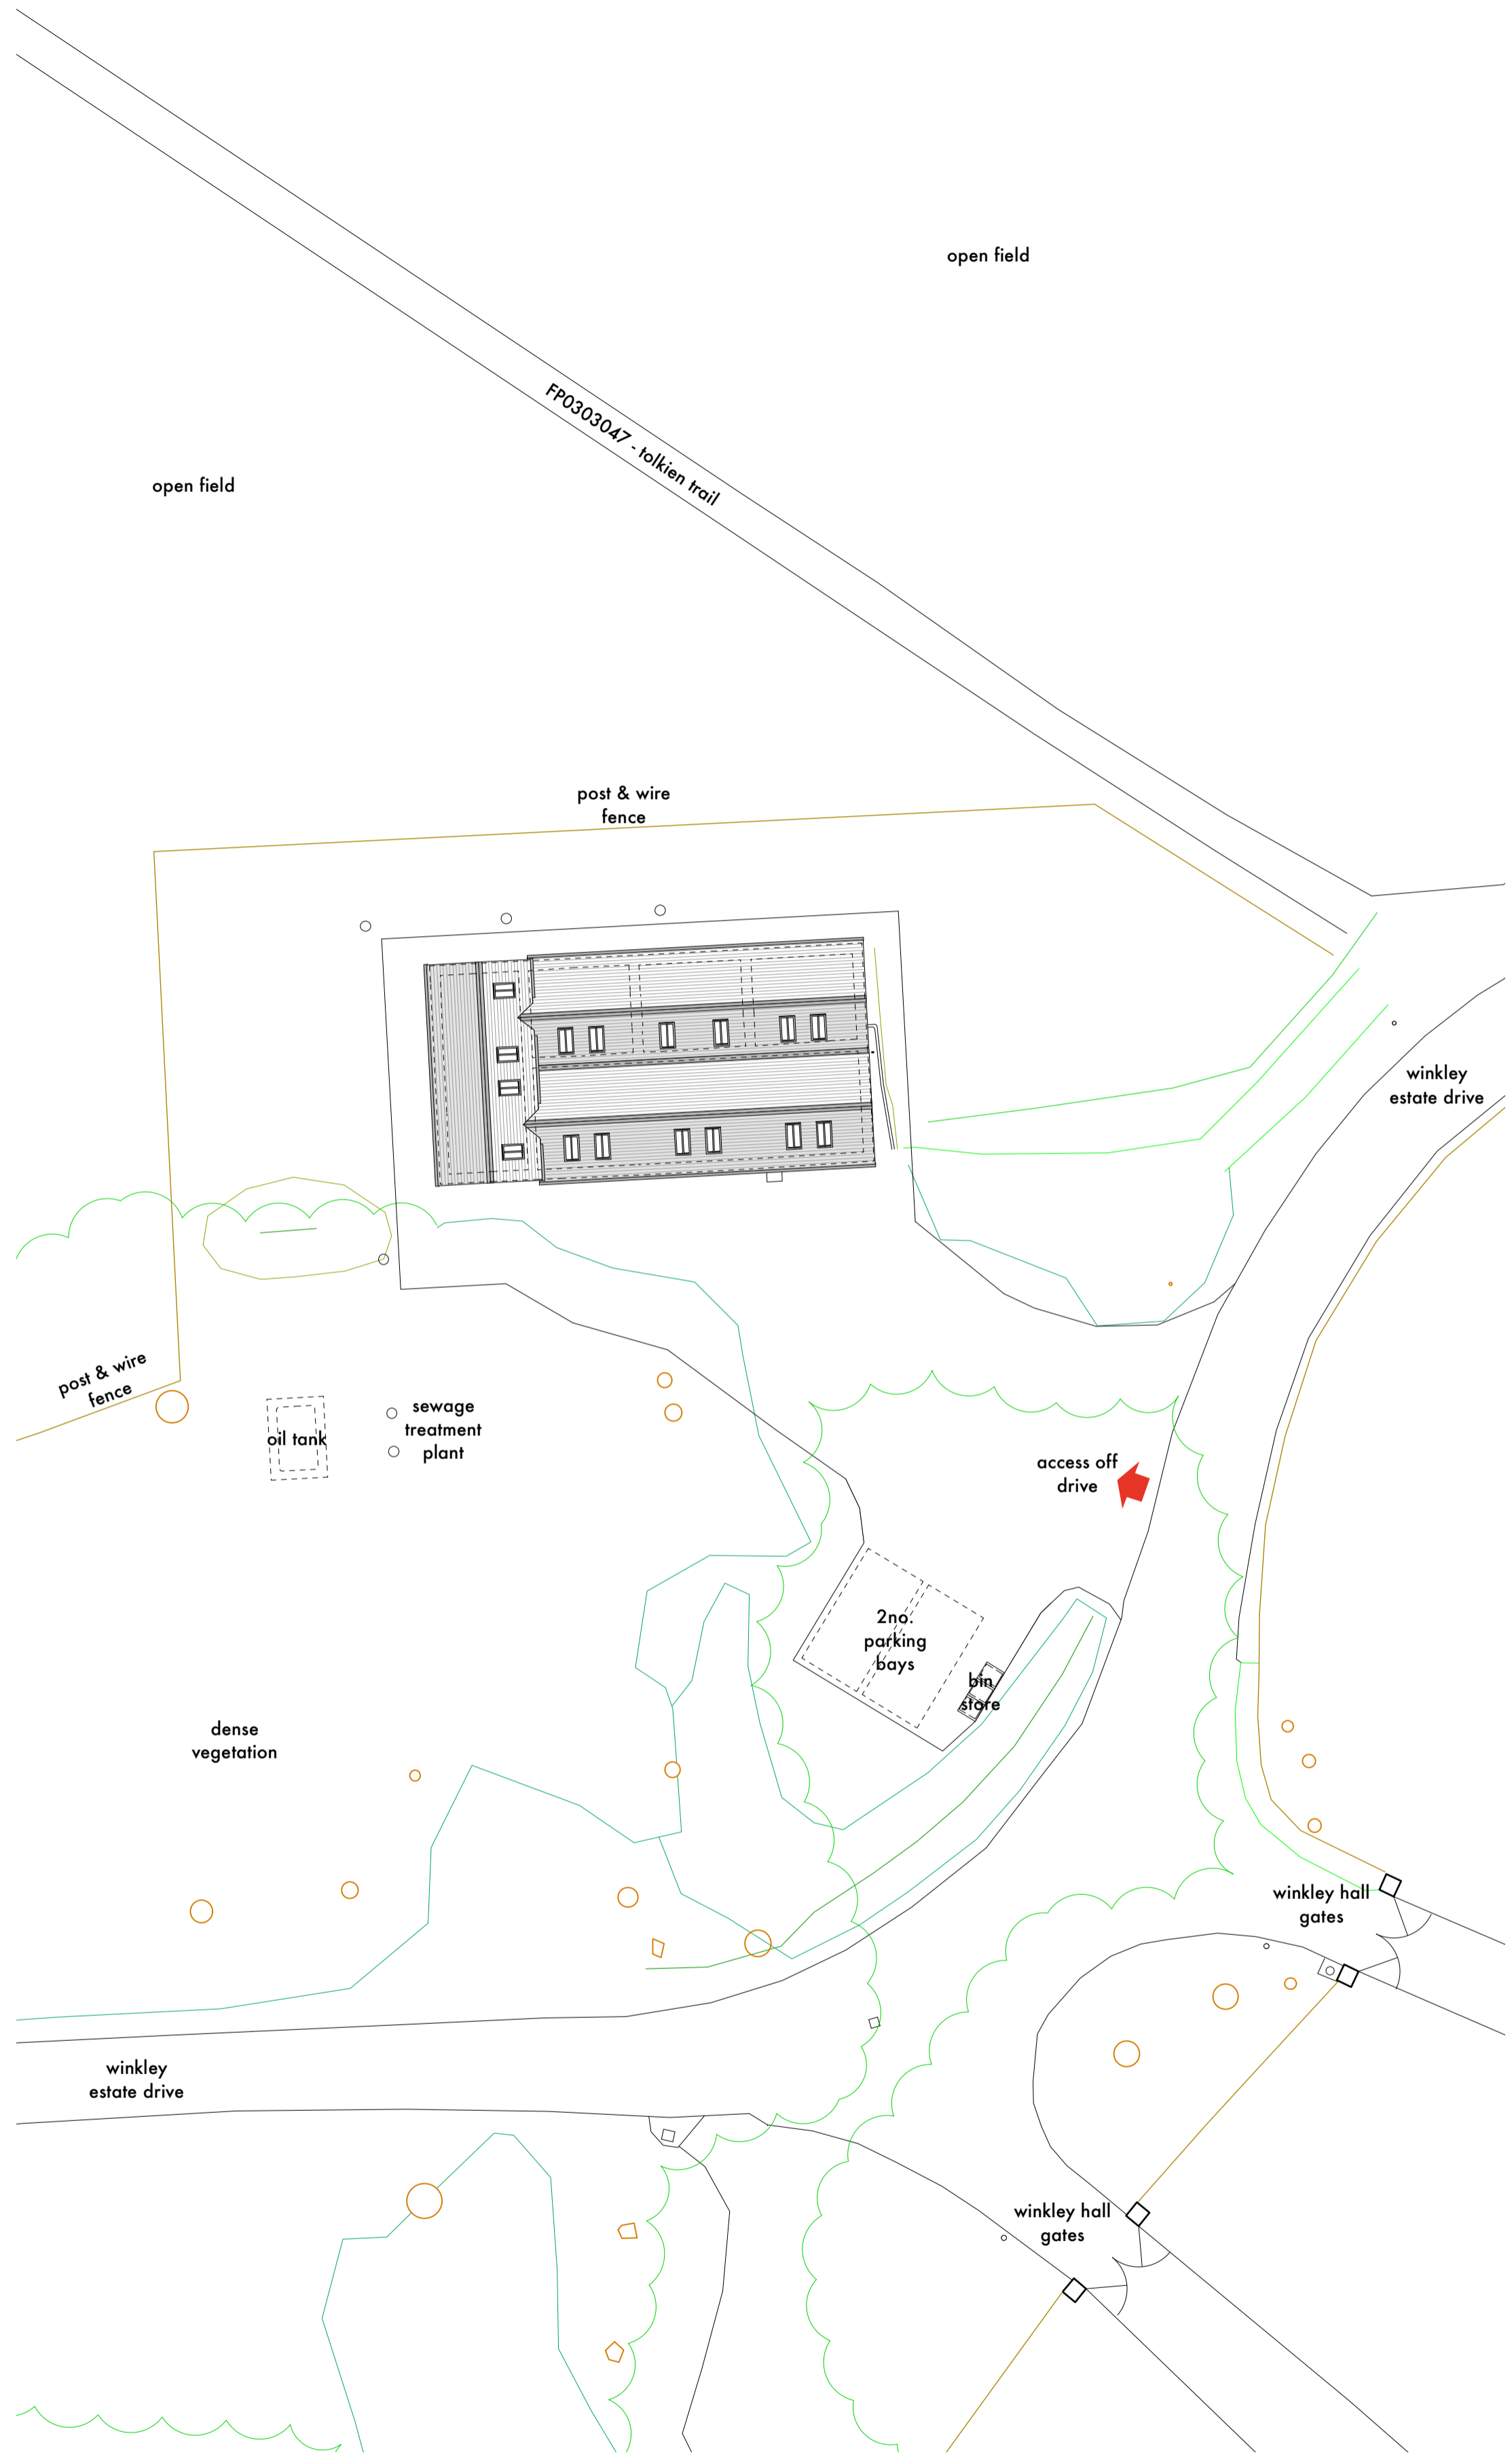 open field
FP0303047 - tolkien trail
open field
post & wire
fence
winkley
estate drive
post & wire
fence
oil tank
sewage
treatment
plant
access off
drive
2no.
parking
bays
bin
store
dense
vegetation
winkley hall
gates
winkley
estate drive
winkley hall
gates